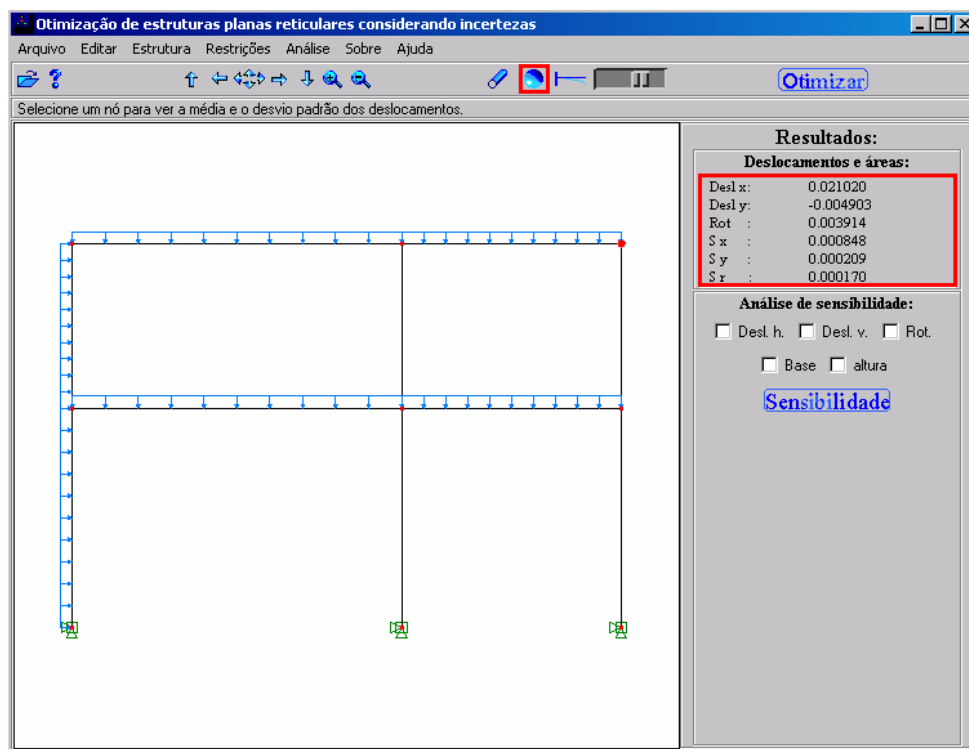 Otimização de estruturas planas reticulares considerando incertezas
Arquivo Editar Estrutura Restrições Análise Sobre Ajuda
Otimizar
Selecione um nó para ver a média e o desvio padrão dos deslocamentos.
Resultados:
Deslocamentos e áreas:
Desl x: 0.021020
Desl y: -0.004903
Rot : 0.003914
S x : 0.000848
S y : 0.000209
S r : 0.000170
Análise de sensibilidade:
Desl. h. Desl. v. Rot.
Base altura
Sensibilidade